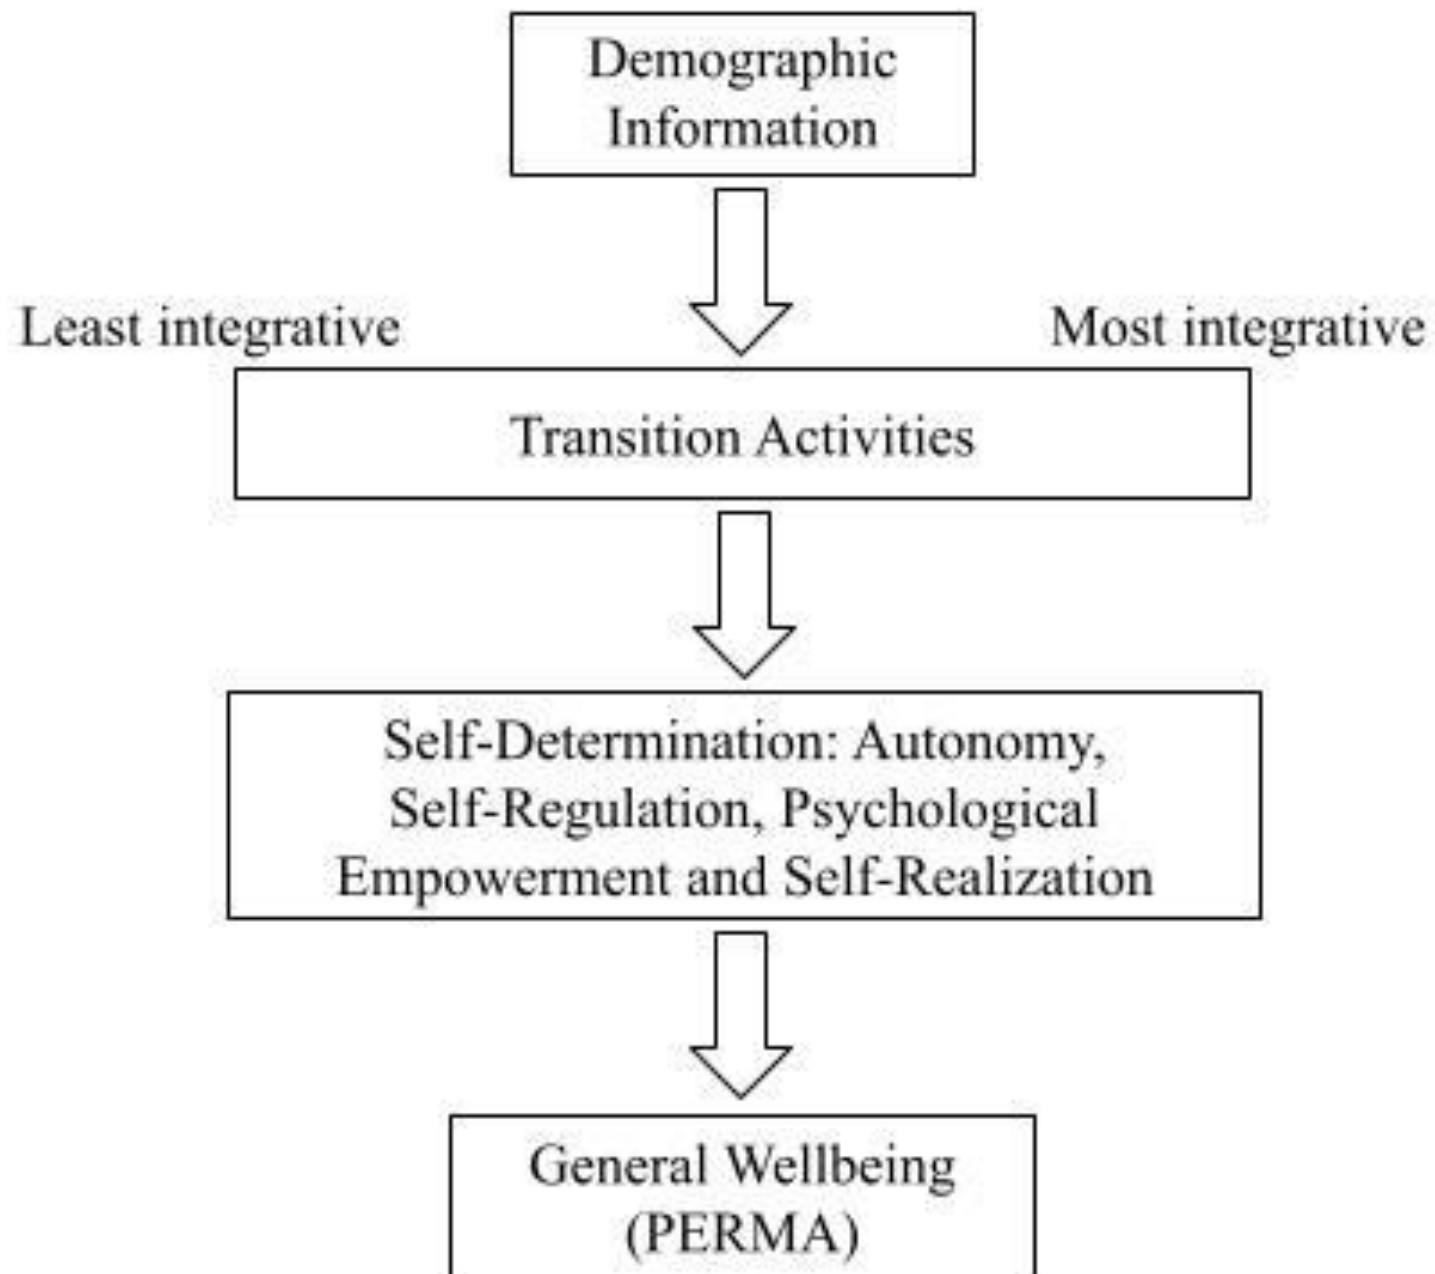 Demographic
Information
Least integrative
Most integrative
Transition Activities
Self-Determination: Autonomy,
Self-Regulation, Psychological
Empowerment and Self-Realization
General Wellbeing
(PERMA)